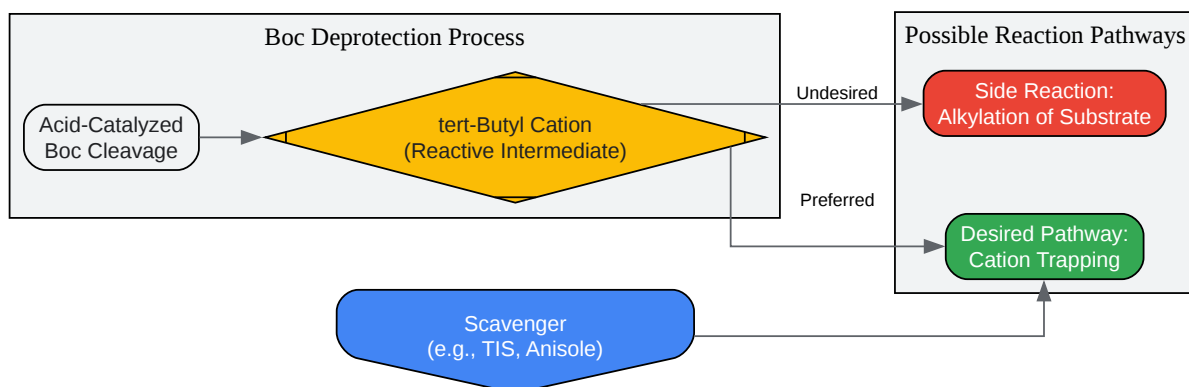 Boc Deprotection Process
Possible Reaction Pathways
Acid-Catalyzed
Boc Cleavage
tert-Butyl Cation
(Reactive Intermediate)
Undesired
Side Reaction:
Alkylation of Substrate
Preferred
Desired Pathway:
Cation Trapping
Scavenger
(e.g., TIS, Anisole)